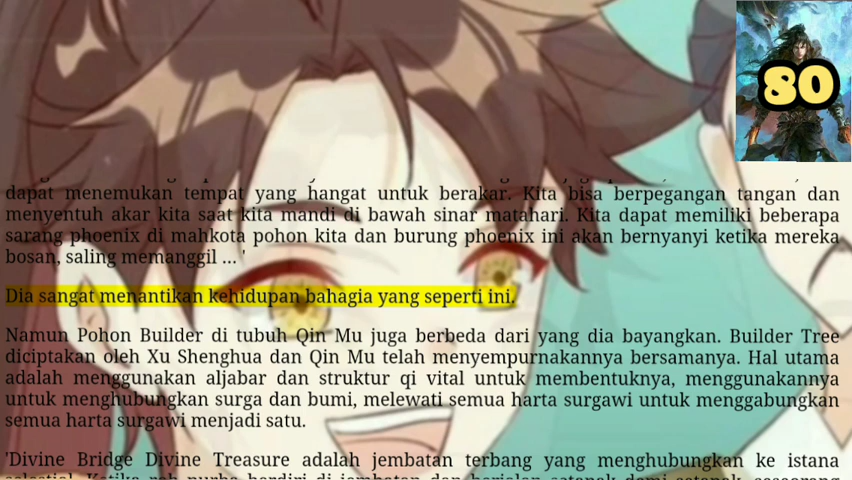 80
dapat menemukan tempat yang hangat untuk berakar. Kita bisa berpegangan tangan dan
menyentuh akar kita saat kita mandi di bawah sinar matahari. Kita dapat memiliki beberapa
sarang phoenix di mahkota pohon kita dan burung phoenix ini akan bernyanyi ketika mereka
bosan, saling memanggil ... '
Dia sangat menantikan kehidupan bahagia yang seperti ini.
Namun Pohon Builder di tubuh Qin Mu juga berbeda dari yang dia bayangkan. Builder Tree
diciptakan oleh Xu Shenghua dan Qin Mu telah menyempurnakannya bersamanya. Hal utama
adalah menggunakan aljabar dan struktur qi vital untuk membentuknya, menggunakannya
untuk menghubungkan surga dan bumi, melewati semua harta surgawi untuk menggabungkan
semua harta surgawi menjadi satu.
'Divine Bridge Divine Treasure adalah jembatan terbang yang menghubungkan ke istana